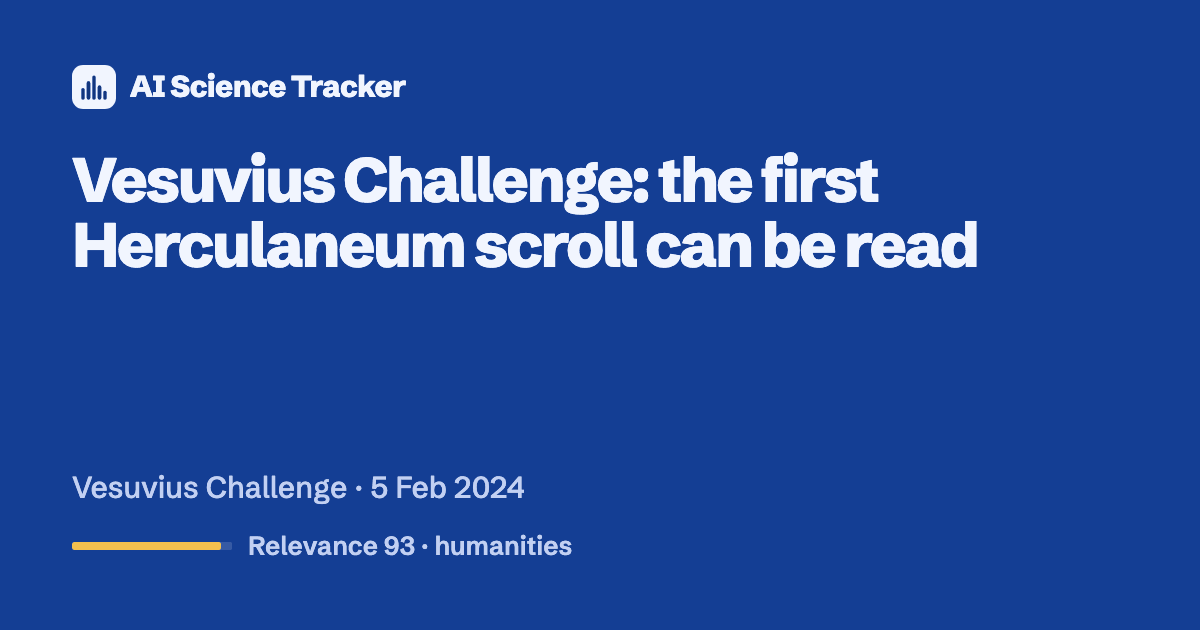 AI Science Tracker
Vesuvius Challenge: the first
Herculaneum scroll can be read
Vesuvius Challenge · 5 Feb 2024
Relevance 93 · humanities